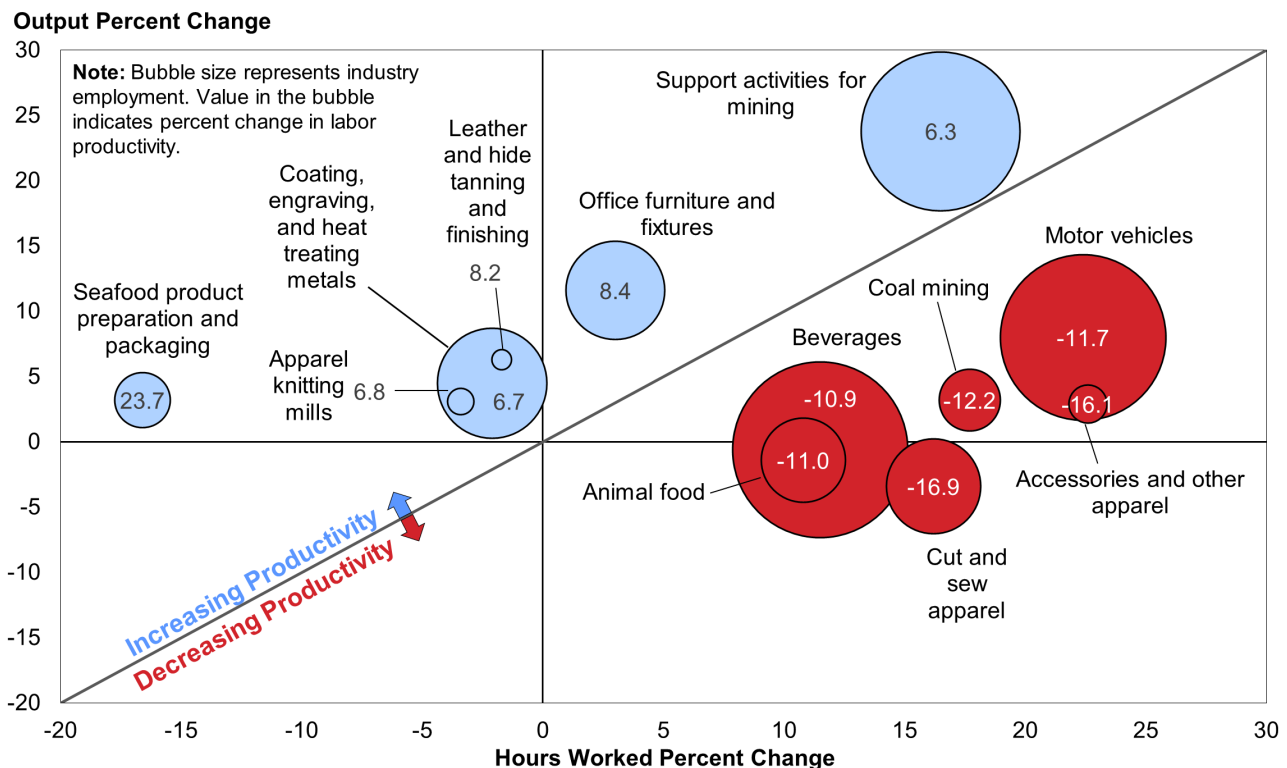 Output Percent Change
30
25
20
15
10
5
0
-5
-10
-15
-20
Note: Bubble size represents industry
employment. Value in the bubble
indicates percent change in labor
productivity.
Support activities for
mining
6.3
Leather
and hide
tanning
and
finishing
8.2
Coating,
engraving,
and heat
treating
metals
6.7
Office furniture and
fixtures
8.4
Motor vehicles
-11.7
Coal mining
-12.2
Seafood product
preparation and
packaging
23.7
Apparel
knitting
mills
6.8
Beverages
-10.9
-16.1
Accessories and other
apparel
Animal food
-11.0
-16.9
Cut and
sew
apparel
Increasing Productivity
Decreasing Productivity
-20
-15
-10
-5
0
5
10
15
20
25
30
Hours Worked Percent Change